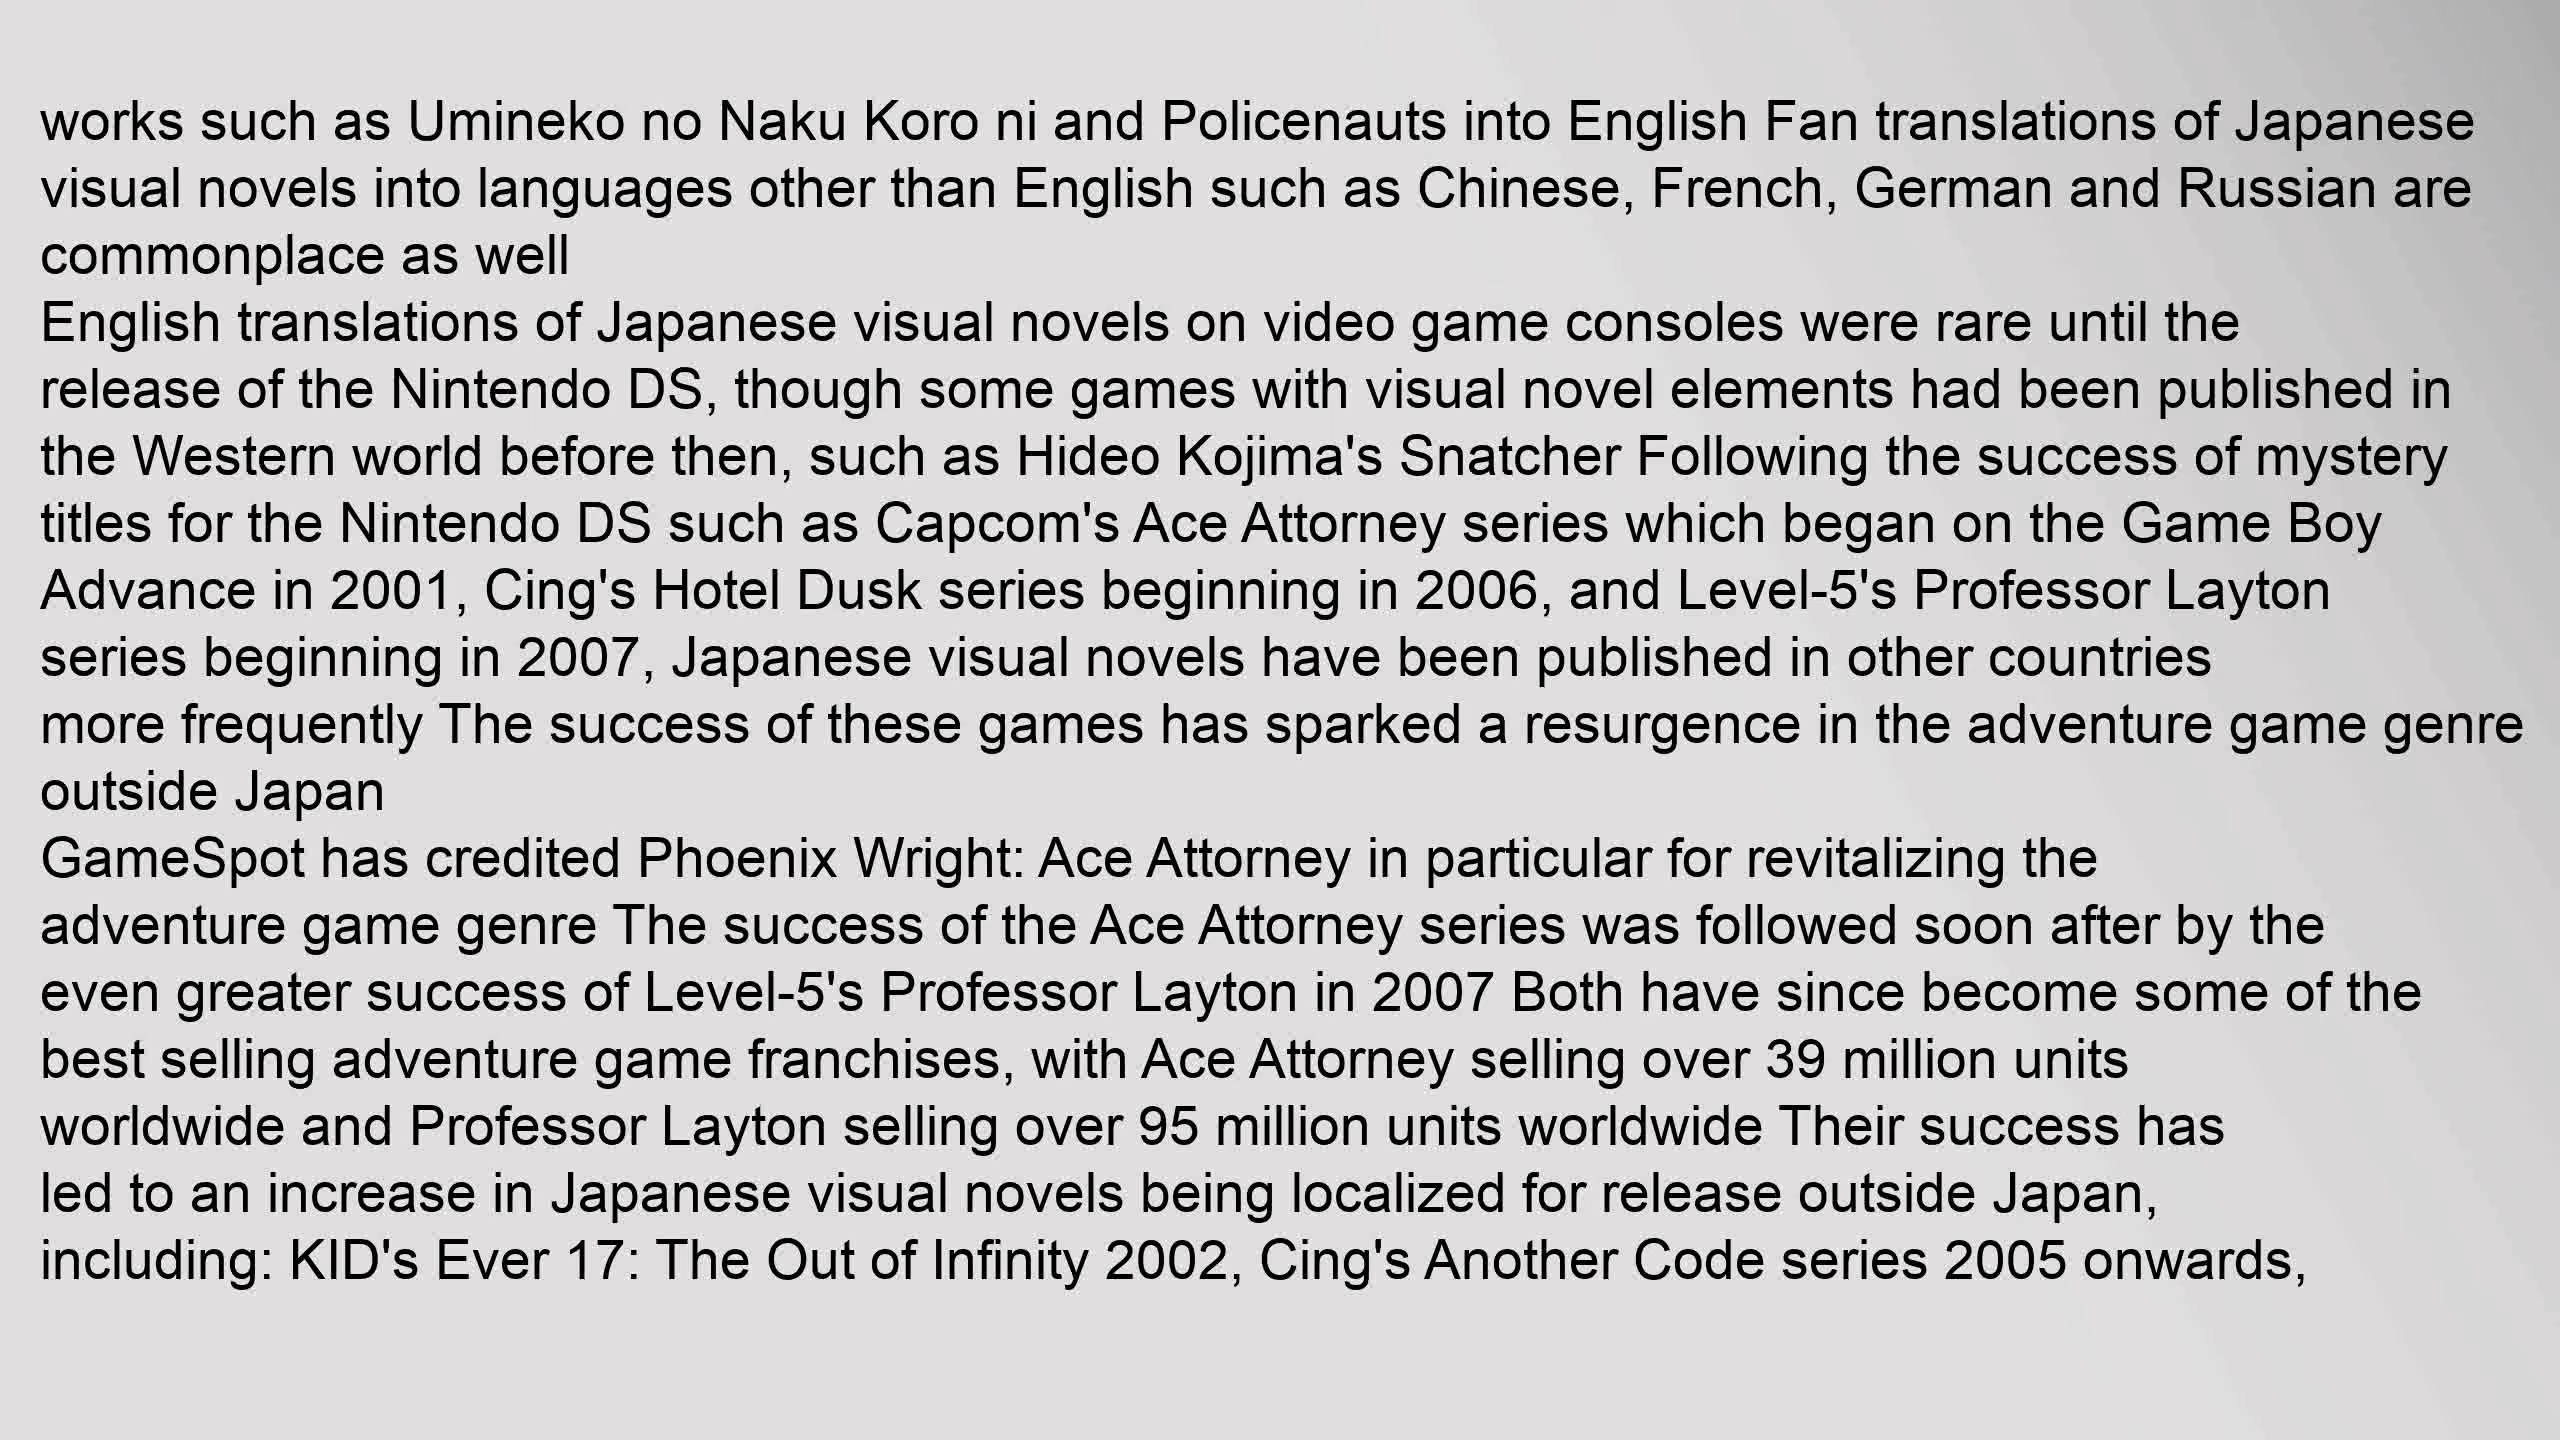 works such as Umineko no Naku Koro ni and Policenauts into English Fan translations of Japanese
visual novels into languages other than English such as Chinese, French, German and Russian are
commonplace as well
English translations of Japanese visual novels on video game consoles were rare until the
release of the Nintendo DS, though some games with visual novel elements had been published in
the Western world before then, such as Hideo Kojima's Snatcher Following the success of mystery
titles for the Nintendo DS such as Capcom's Ace Attorney series which began on the Game Boy
Advance in 2001, Cing's Hotel Dusk series beginning in 2006, and Level-5's Professor Layton
series beginning in 2007, Japanese visual novels have been published in other countries
more frequently The success of these games has sparked a resurgence in the adventure game genre
outside Japan
GameSpot has credited Phoenix Wright: Ace Attorney in particular for revitalizing the
adventure game genre The success of the Ace Attorney series was followed soon after by the
even greater success of Level-5's Professor Layton in 2007 Both have since become some of the
best selling adventure game franchises, with Ace Attorney selling over 39 million units
worldwide and Professor Layton selling over 95 million units worldwide Their success has
led to an increase in Japanese visual novels being localized for release outside Japan,
including: KID's Ever 17: The Out of Infinity 2002, Cing's Another Code series 2005 onwards,